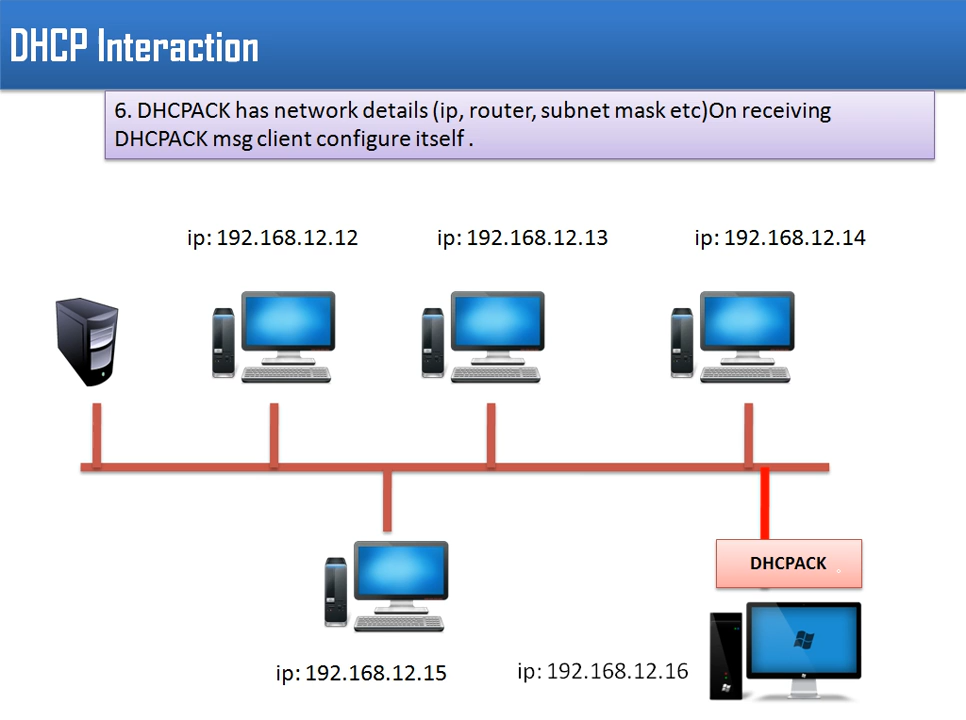 DHCP Interaction
6. DHCPACK has network details (ip, router, subnet mask etc)On receiving
DHCPACK msg client configure itself .
ip: 192.168.12.12
ip: 192.168.12.13
ip: 192.168.12.14
DHCPACK
ip: 192.168.12.15
ip: 192.168.12.16